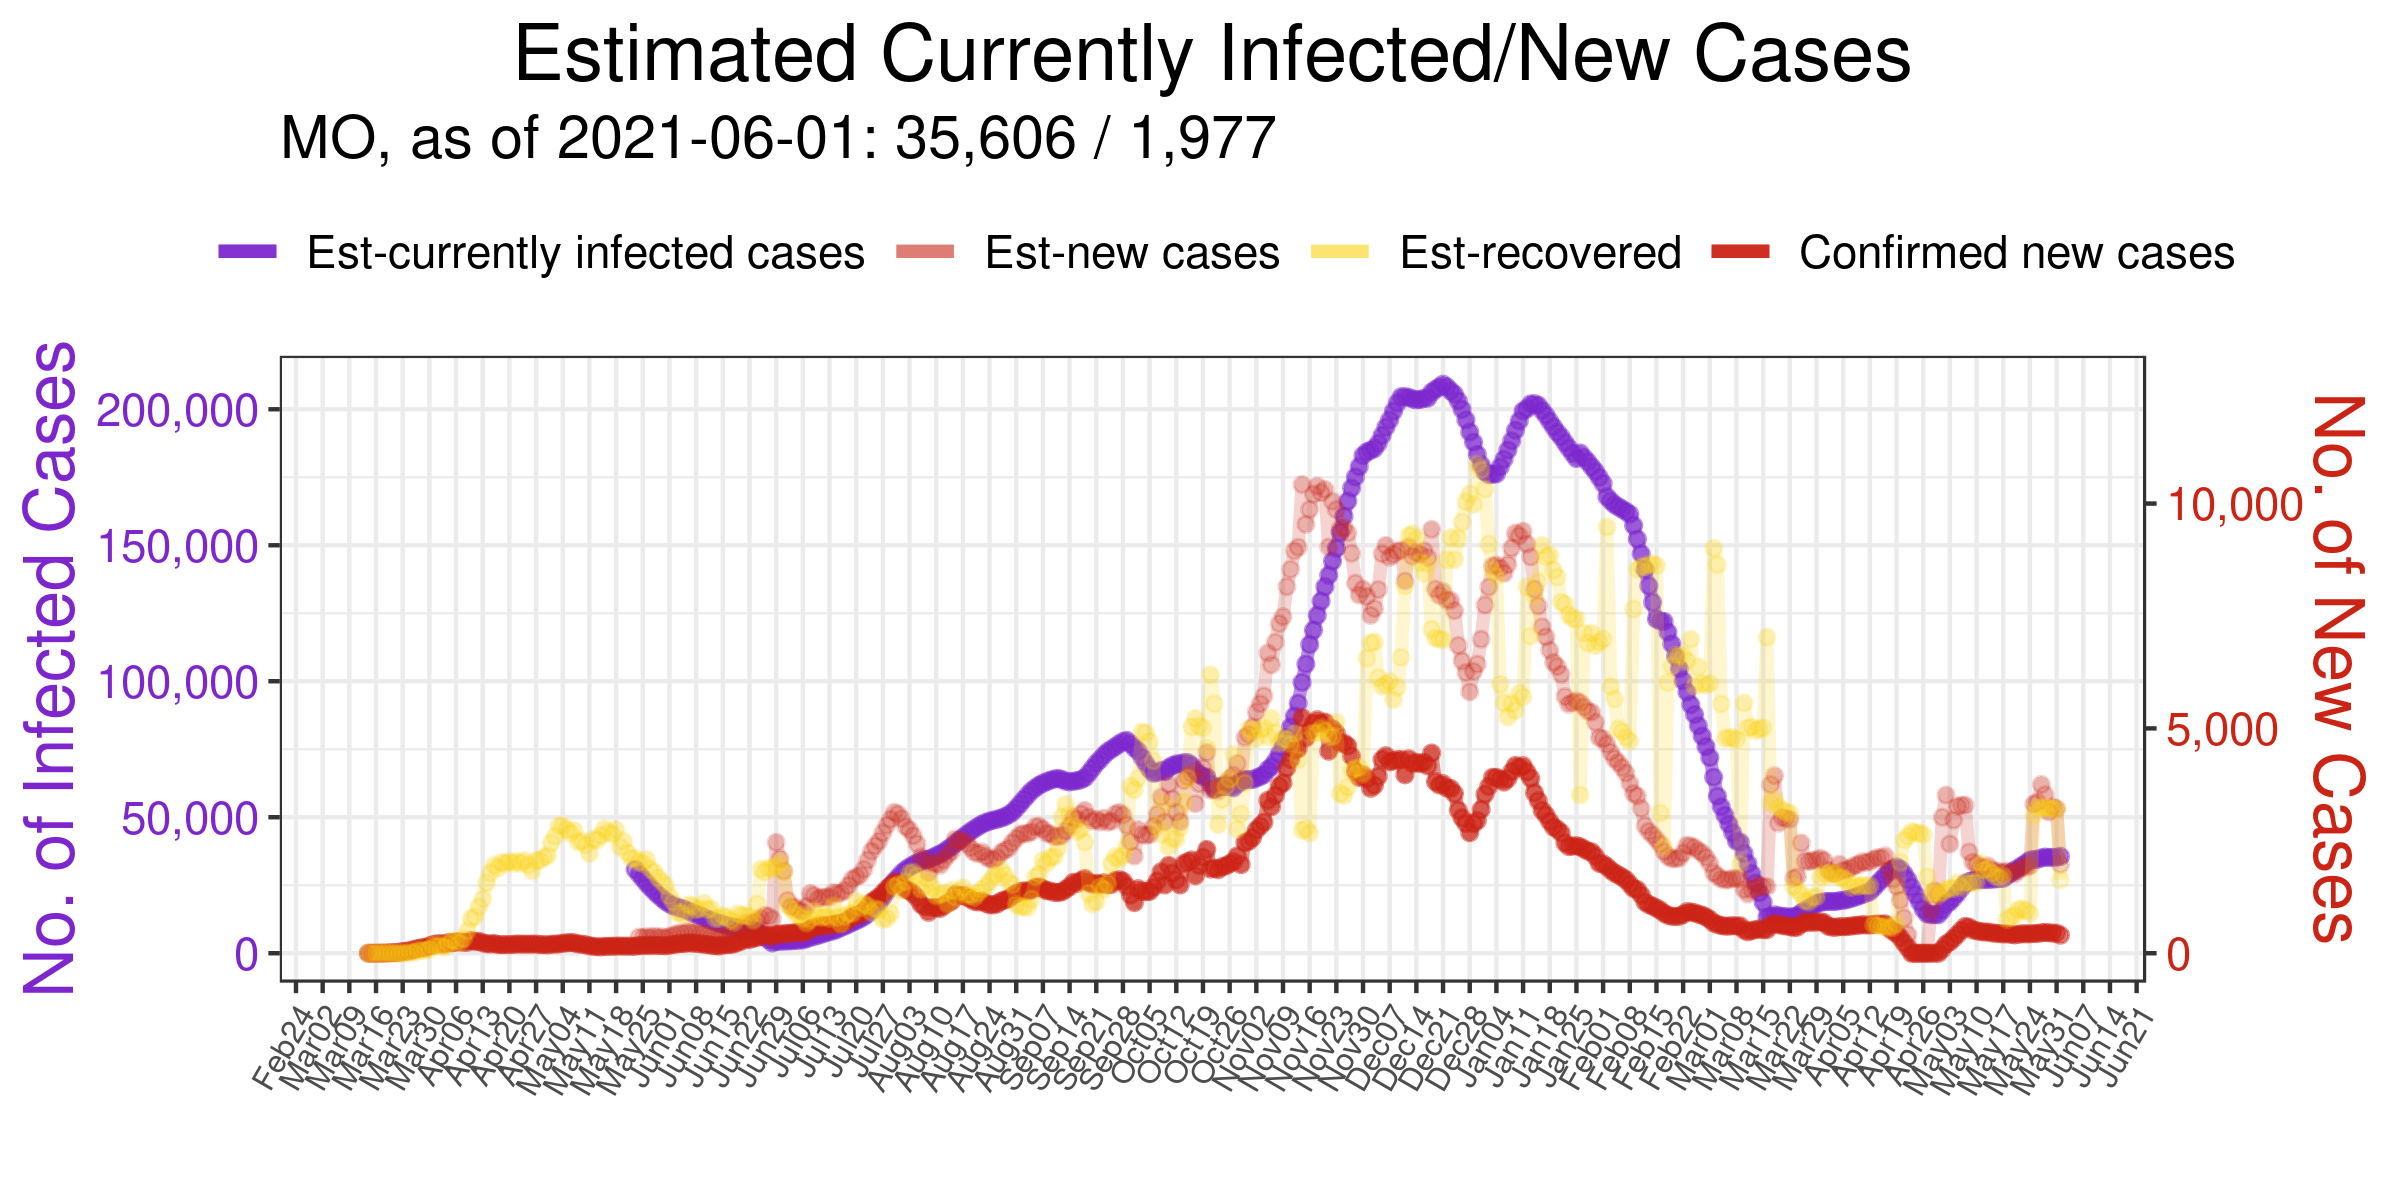 Estimated Currently Infected/New Cases
MO, as of 2021-06-01: 35,606 / 1,977
Est-currently infected cases
Est-new cases
Est-recovered
Confirmed new cases
No. of Infected Cases
200,000
150,000
100,000
50,000
0
10,000
5,000
0
No. of New Cases
Feb24
Mar02
Mar09
Mar16
Mar23
Mar30
Apr06
Apr13
Apr20
Apr27
May04
May11
May18
May25
Jun01
Jun08
Jun15
Jun22
Jun29
Jul06
Jul13
Jul20
Jul27
Aug03
Aug10
Aug17
Aug24
Aug31
Sep07
Sep14
Sep21
Sep28
Oct05
Oct12
Oct19
Oct26
Nov02
Nov09
Nov16
Nov23
Nov30
Dec07
Dec14
Dec21
Dec28
Jan04
Jan11
Jan18
Jan25
Feb01
Feb08
Feb15
Feb22
Mar01
Mar08
Mar15
Mar22
Mar29
Apr05
Apr12
Apr19
Apr26
May03
May10
May17
May24
May31
Jun07
Jun14
Jun21